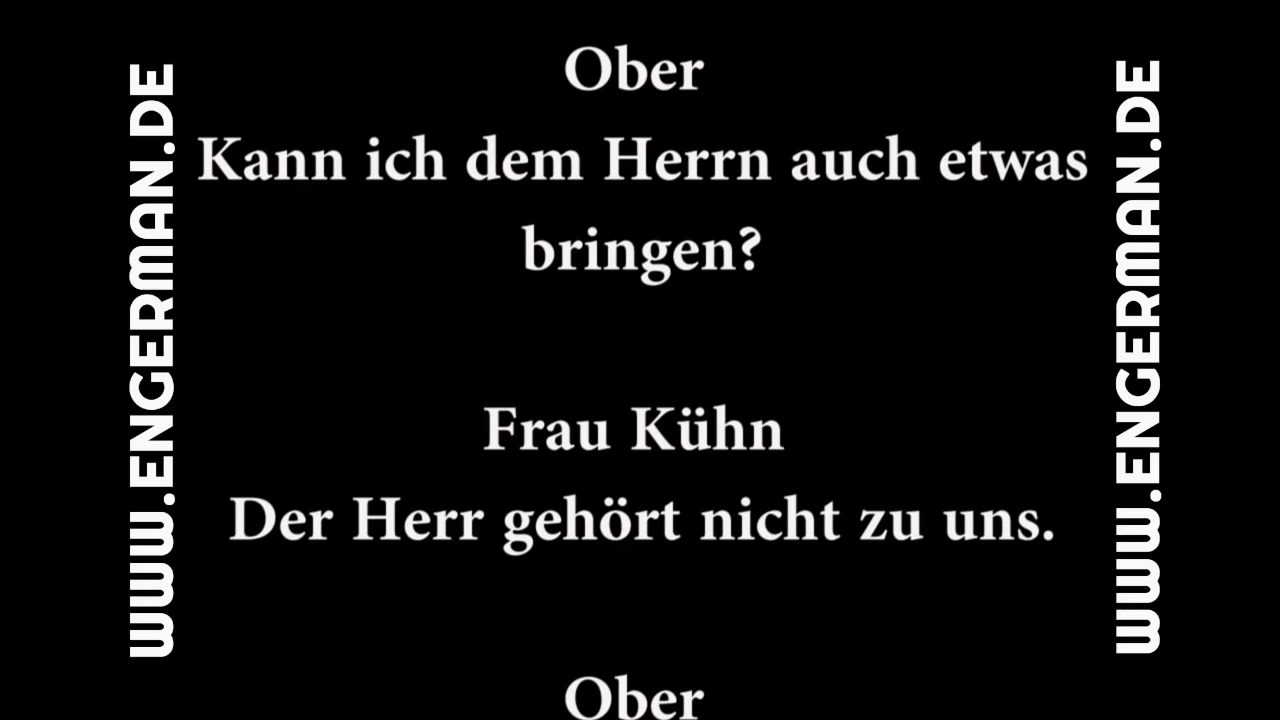 WWW.ENGERMAN.DE
Ober
Kann ich dem Herrn auch etwas
bringen?
Frau Kühn
Der Herr gehört nicht zu uns.
Ober
WWW.ENGERMAN.DE